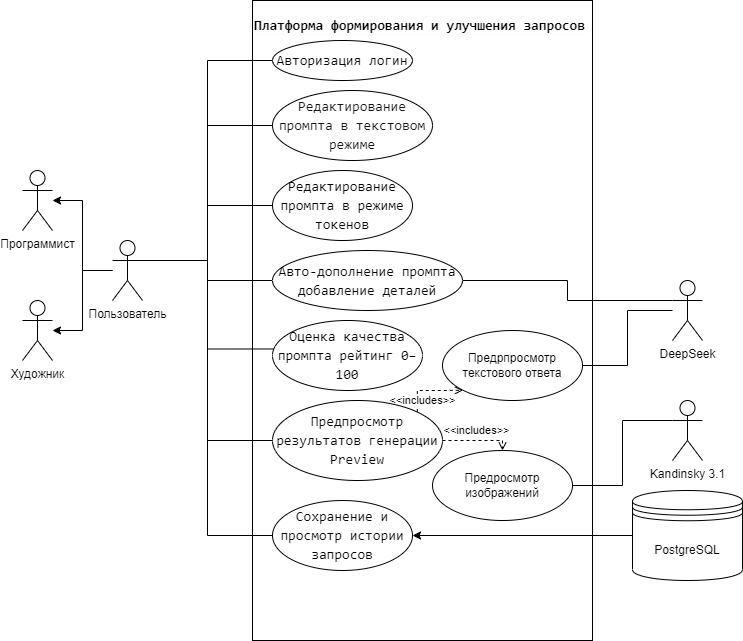 Платформа формирования и улучшения запросов
Авторизация логин
Редактирование
промпта в текстовом
режиме
Редактирование
промпта в режиме
токенов
Программист
Пользователь
Авто-дополнение промпта
добавление деталей
Художник
Оценка качества
промпта рейтинг 0–
100
Предрпросмотр
текстового ответа
DeepSeek
<<includes>>
Предпросмотр
результатов генерации
Preview
<<includes>>
Предросмотр
изображений
Kandinsky 3.1
Сохранение и
просмотр истории
запросов
PostgreSQL